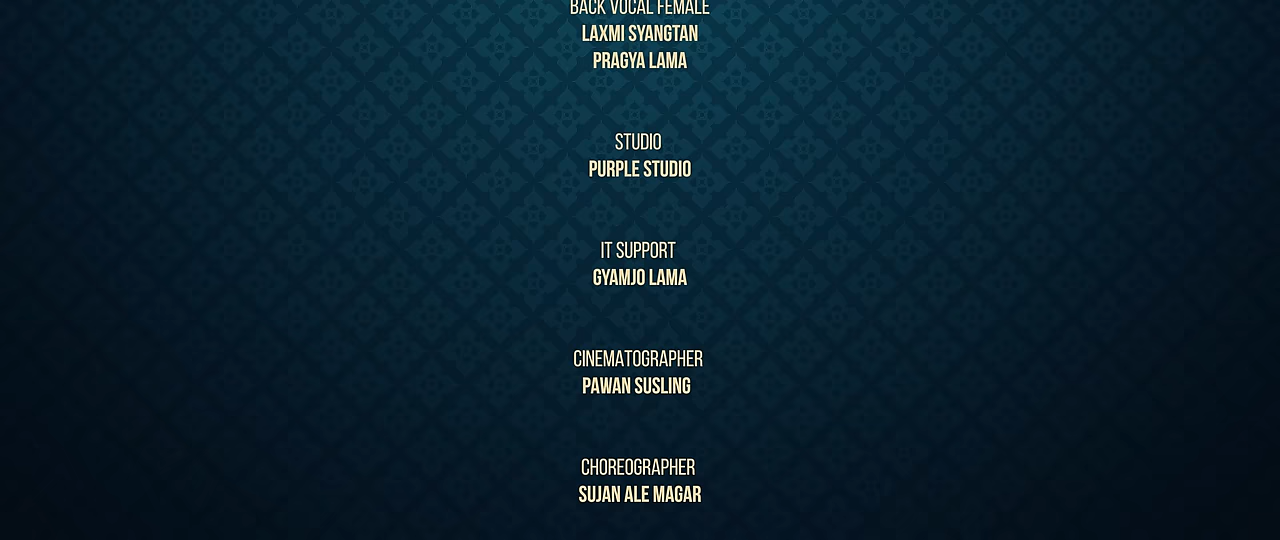 BACK VOCAL FEMALE
LAXMI SYANGTAN
PRAGYA LAMA
STUDIO
PURPLE STUDIO
IT SUPPORT
GYAMJO LAMA
CINEMATOGRAPHER
PAWAN SUSLING
CHOREOGRAPHER
SUJAN ALE MAGAR